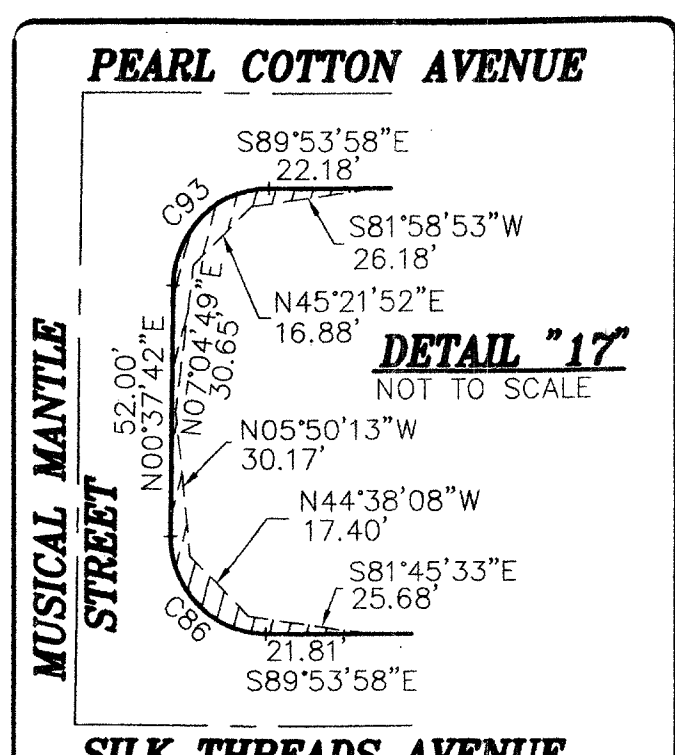 PEARL COTTON AVENUE
S89°53'58"E
22.18'
C93
S81°58'53"W
26.18'
N45°21'52"E
16.88'
N07°04'49"E
30.65'
52.00'
N00°37'42"E
DETAIL "17"
NOT TO SCALE
MUSICAL MANTLE
STREET
N05°50'13"W
30.17'
N44°38'08"W
17.40'
S81°45'33"E
25.68'
C86
21.81'
S89°53'58"E
SILK THREADS AVENUE